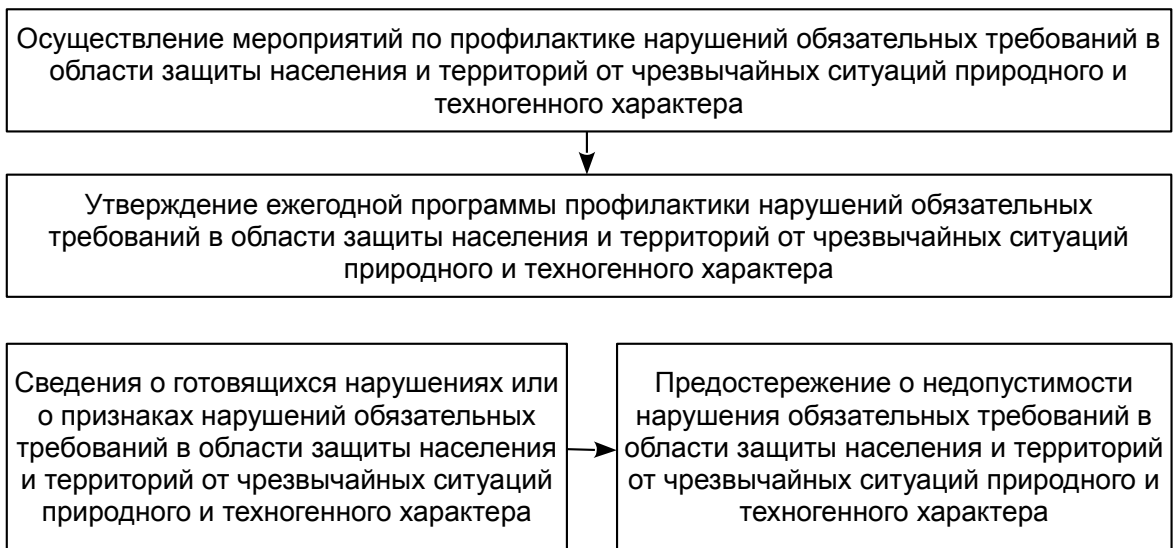 Осуществление мероприятий по профилактике нарушений обязательных требований в
области защиты населения и территорий от чрезвычайных ситуаций природного и
техногенного характера
Утверждение ежегодной программы профилактики нарушений обязательных
требований в области защиты населения и территорий от чрезвычайных ситуаций
природного и техногенного характера
Сведения о готовящихся нарушениях или
о признаках нарушений обязательных
требований в области защиты населения
и территорий от чрезвычайных ситуаций
природного и техногенного характера
Предостережение о недопустимости
нарушения обязательных требований в
области защиты населения и территорий
от чрезвычайных ситуаций природного и
техногенного характера